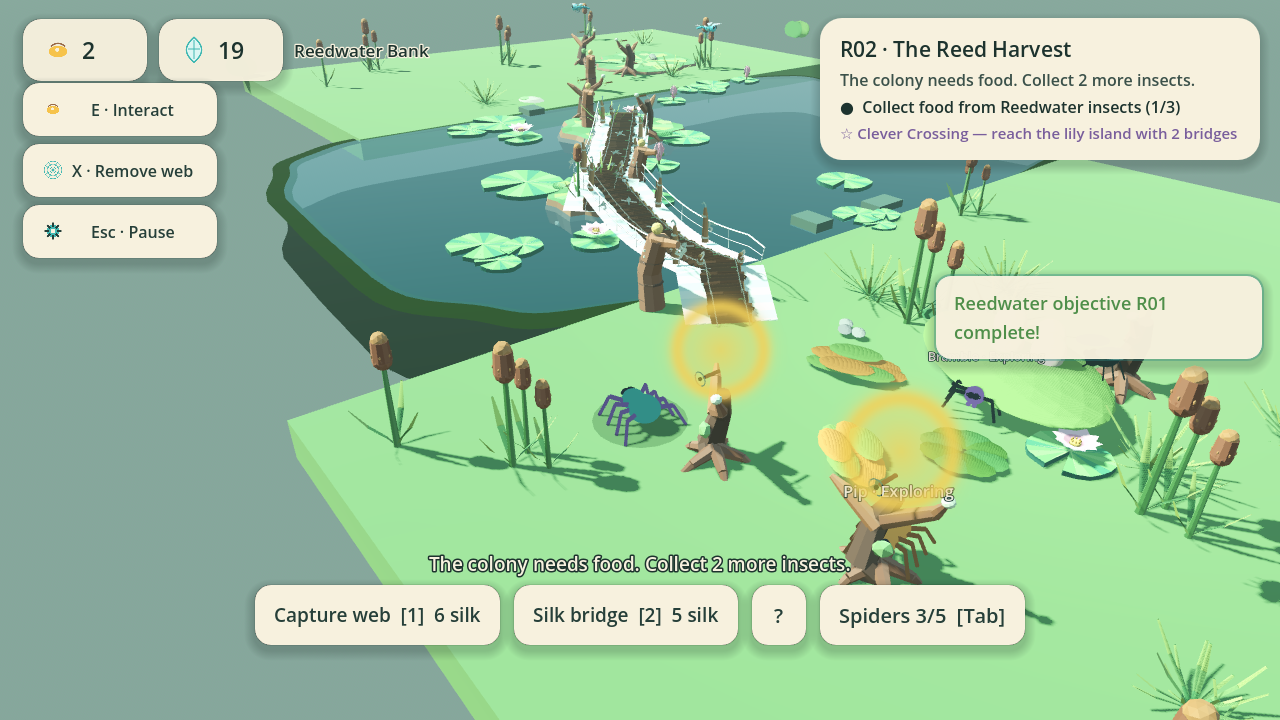 2
19
Reedwater Bank
E · Interact
X · Remove web
Esc · Pause
R02 · The Reed Harvest
The colony needs food. Collect 2 more insects.
● Collect food from Reedwater insects (1/3)
☆ Clever Crossing — reach the lily island with 2 bridges
Reedwater objective R01
complete!
Exploring
Pip · Exploring
The colony needs food. Collect 2 more insects.
Capture web [1] 6 silk
Silk bridge [2] 5 silk
?
Spiders 3/5 [Tab]